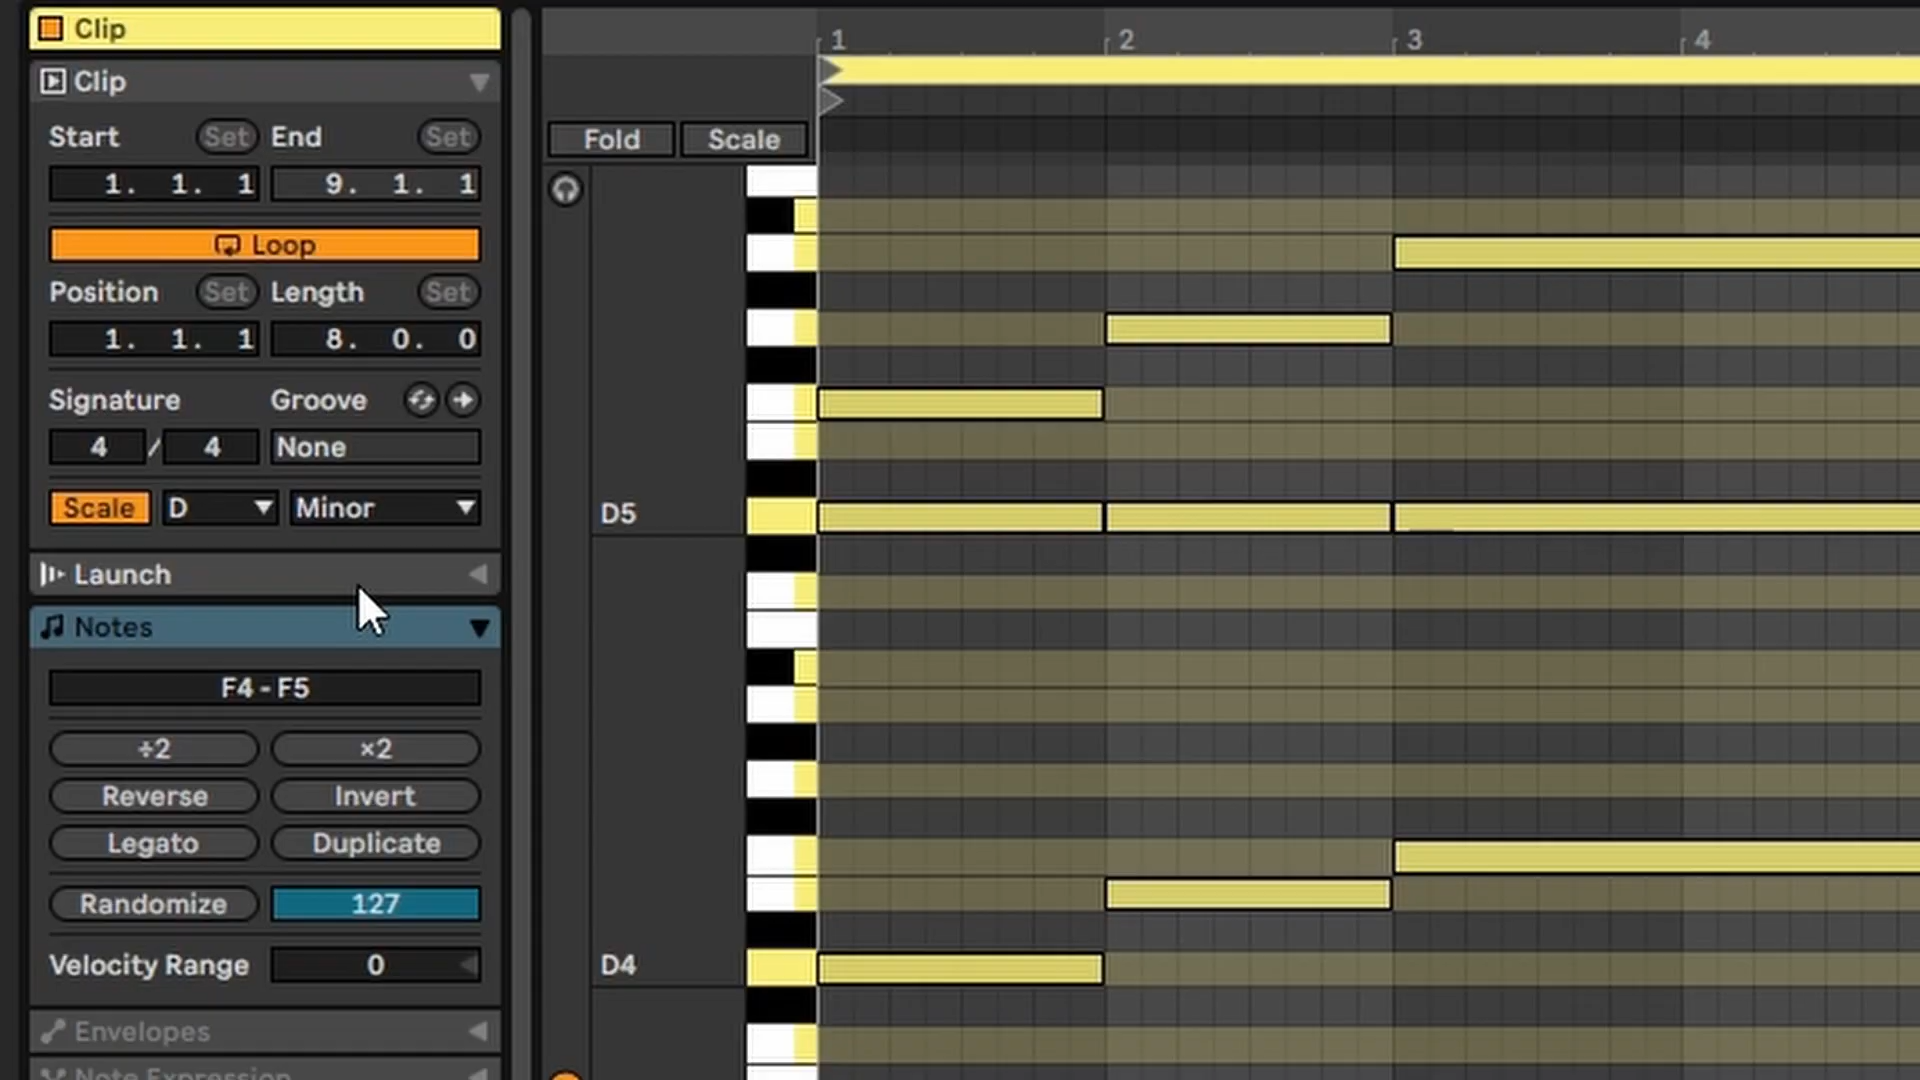 Clip
Clip
Start Set End Set
1. 1. 1 9. 1. 1
Loop
Position Set Length Set
1. 1. 1 8. 0. 0
Signature Groove
4 / 4 None
Scale D Minor
Launch
Notes
F4 - F5
÷2 ×2
Reverse Invert
Legato Duplicate
Randomize 127
Velocity Range 0
Envelopes
Note Expression
1 2 3 4
Fold Scale
D5
D4